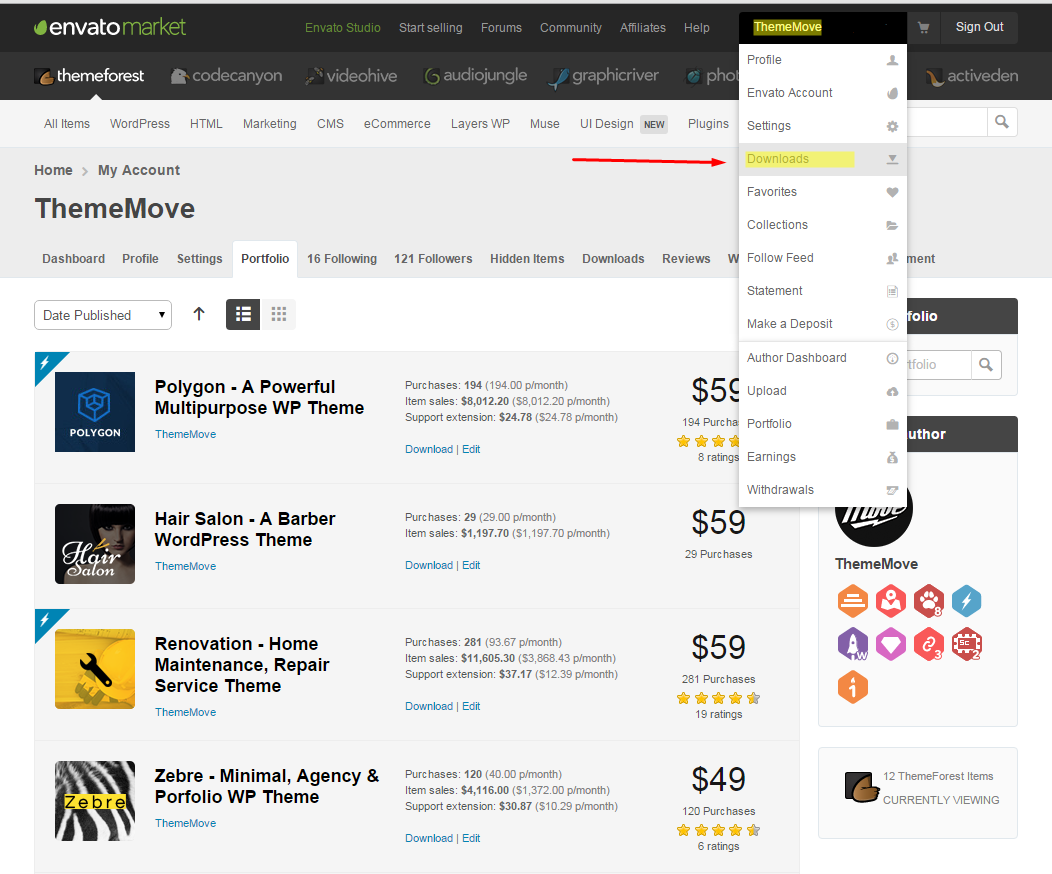 envatomarket
Envato Studio
Start selling
Forums
Community
Affiliates
Help
ThemeMove
Sign Out
themeforest
codecanyon
videohive
audiojungle
graphicriver
phot
activeden
All Items
WordPress
HTML
Marketing
CMS
eCommerce
Layers WP
Muse
UI Design NEW
Plugins
Profile
Envato Account
Settings
Downloads
Favorites
Collections
Follow Feed
Statement
Make a Deposit
Author Dashboard
Upload
Portfolio
Earnings
Withdrawals
Home > My Account
ThemeMove
Dashboard
Profile
Settings
Portfolio
16 Following
121 Followers
Hidden Items
Downloads
Reviews
W
ment
Date Published
Polygon - A Powerful
Multipurpose WP Theme
ThemeMove
POLYGON
Purchases: 194 (194.00 p/month)
Item sales: $8,012.20 ($8,012.20 p/month)
Support extension: $24.78 ($24.78 p/month)
Download | Edit
$59
194 Purcha
8 ratings
Hair Salon - A Barber
WordPress Theme
ThemeMove
Hair
Salon
Purchases: 29 (29.00 p/month)
Item sales: $1,197.70 ($1,197.70 p/month)
Download | Edit
$59
29 Purchases
Renovation - Home
Maintenance, Repair
Service Theme
ThemeMove
Purchases: 281 (93.67 p/month)
Item sales: $11,605.30 ($3,868.43 p/month)
Support extension: $37.17 ($12.39 p/month)
Download | Edit
$59
281 Purchases
19 ratings
Zebre - Minimal, Agency &
Porfolio WP Theme
ThemeMove
Zebre
Purchases: 120 (40.00 p/month)
Item sales: $4,116.00 ($1,372.00 p/month)
Support extension: $30.87 ($10.29 p/month)
Download | Edit
$49
120 Purchases
6 ratings
folio
tfolio
uthor
Move
ThemeMove
8
W
3
SC
2
1
12 ThemeForest Items
CURRENTLY VIEWING